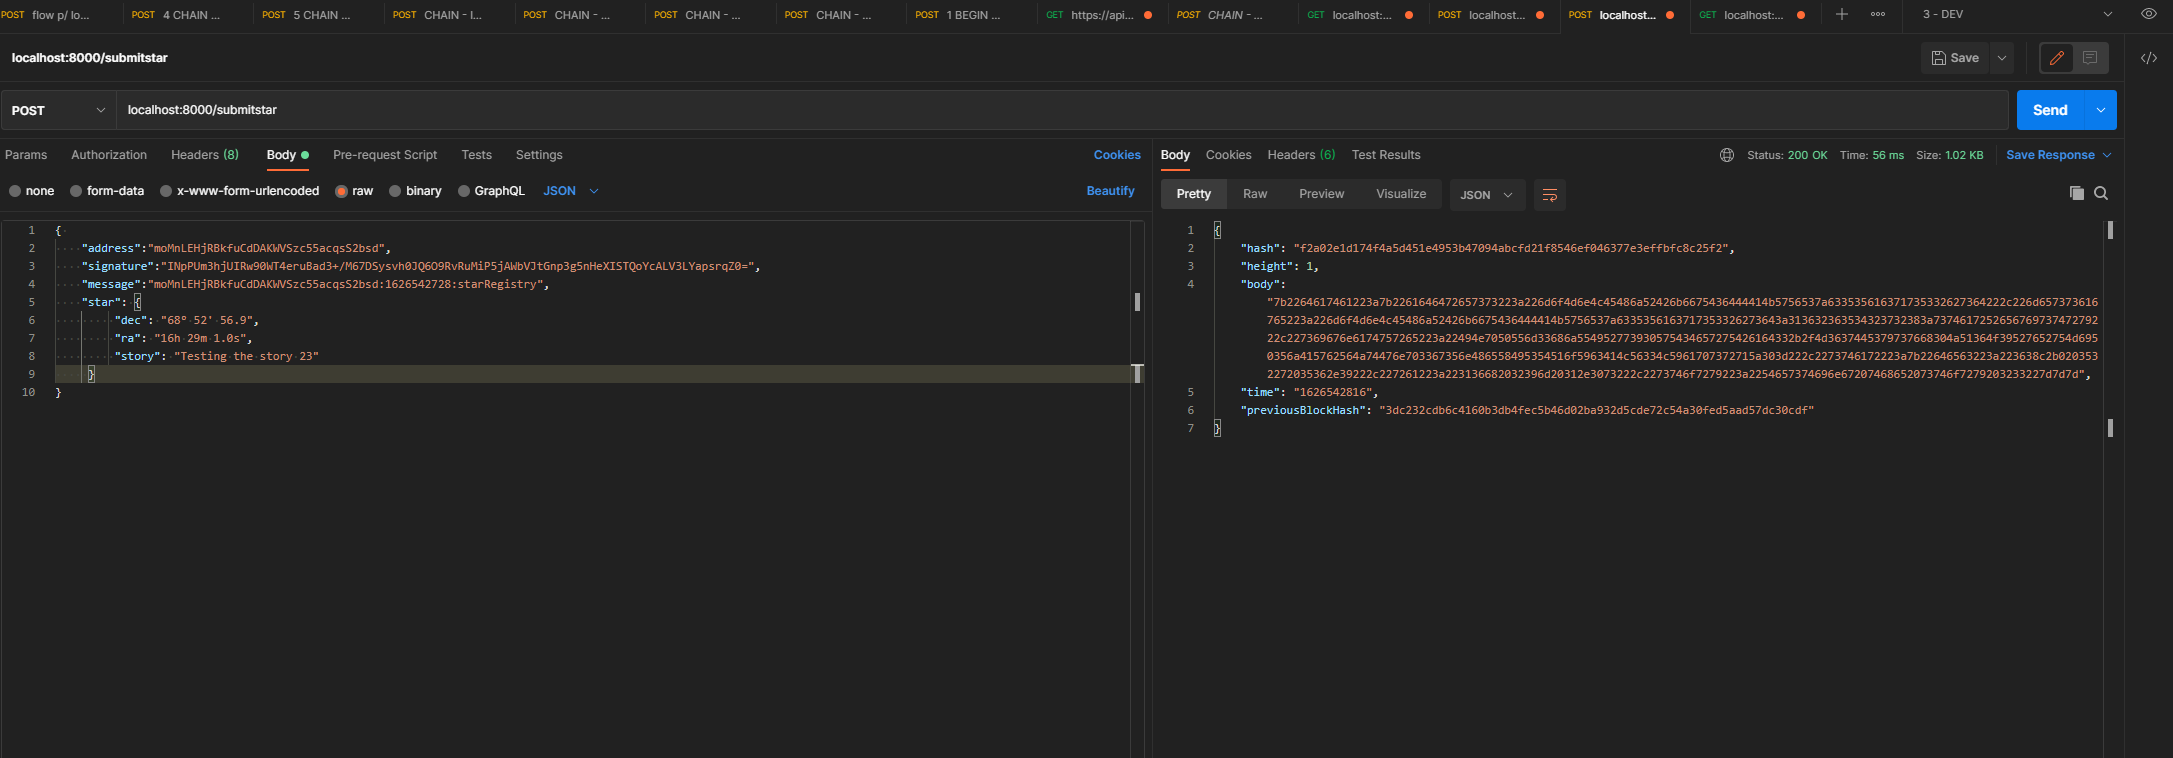 POST flow p/ lo... POST 4 CHAIN ... POST 5 CHAIN ... POST CHAIN - I... POST CHAIN - ... POST CHAIN - ... POST CHAIN - ... POST 1 BEGIN ... GET https://api... POST CHAIN - ... GET localhost:... POST localhost... POST localhost... GET localhost:... 3 - DEV
localhost:8000/submitstar Save
POST localhost:8000/submitstar Send
Params Authorization Headers (8) Body Pre-request Script Tests Settings Cookies
none form-data x-www-form-urlencoded raw binary GraphQL JSON Beautify
1 {
2 "address":"moMnLEHjRBkfuCdDAKWVSzc55acqsS2bsd",
3 "signature":"INpPUm3hjUIRw90WT4eruBad3+/M67DSysvh0JQ6O9RvRuMiP5jAWbVJtGnp3g5nHeXISTQoYcALV3LYapsrqZ0=",
4 "message":"moMnLEHjRBkfuCdDAKWVSzc55acqsS2bsd:1626542728:starRegistry",
5 "star": {
6 "dec": "68° 52' 56.9",
7 "ra": "16h 29m 1.0s",
8 "story": "Testing the story 23"
9 }
10 }
Body Cookies Headers (6) Test Results Status: 200 OK Time: 56 ms Size: 1.02 KB Save Response
Pretty Raw Preview Visualize JSON
1 {
2 "hash": "f2a02e1d174f4a5d451e4953b47094abcfd21f8546ef046377e3effbfc8c25f2",
3 "height": 1,
4 "body":
5 "time": "1626542816",
6 "previousBlockHash": "3dc232cdb6c4160b3db4fec5b46d02ba932d5cde72c54a30fed5aad57dc30cdf"
7 }